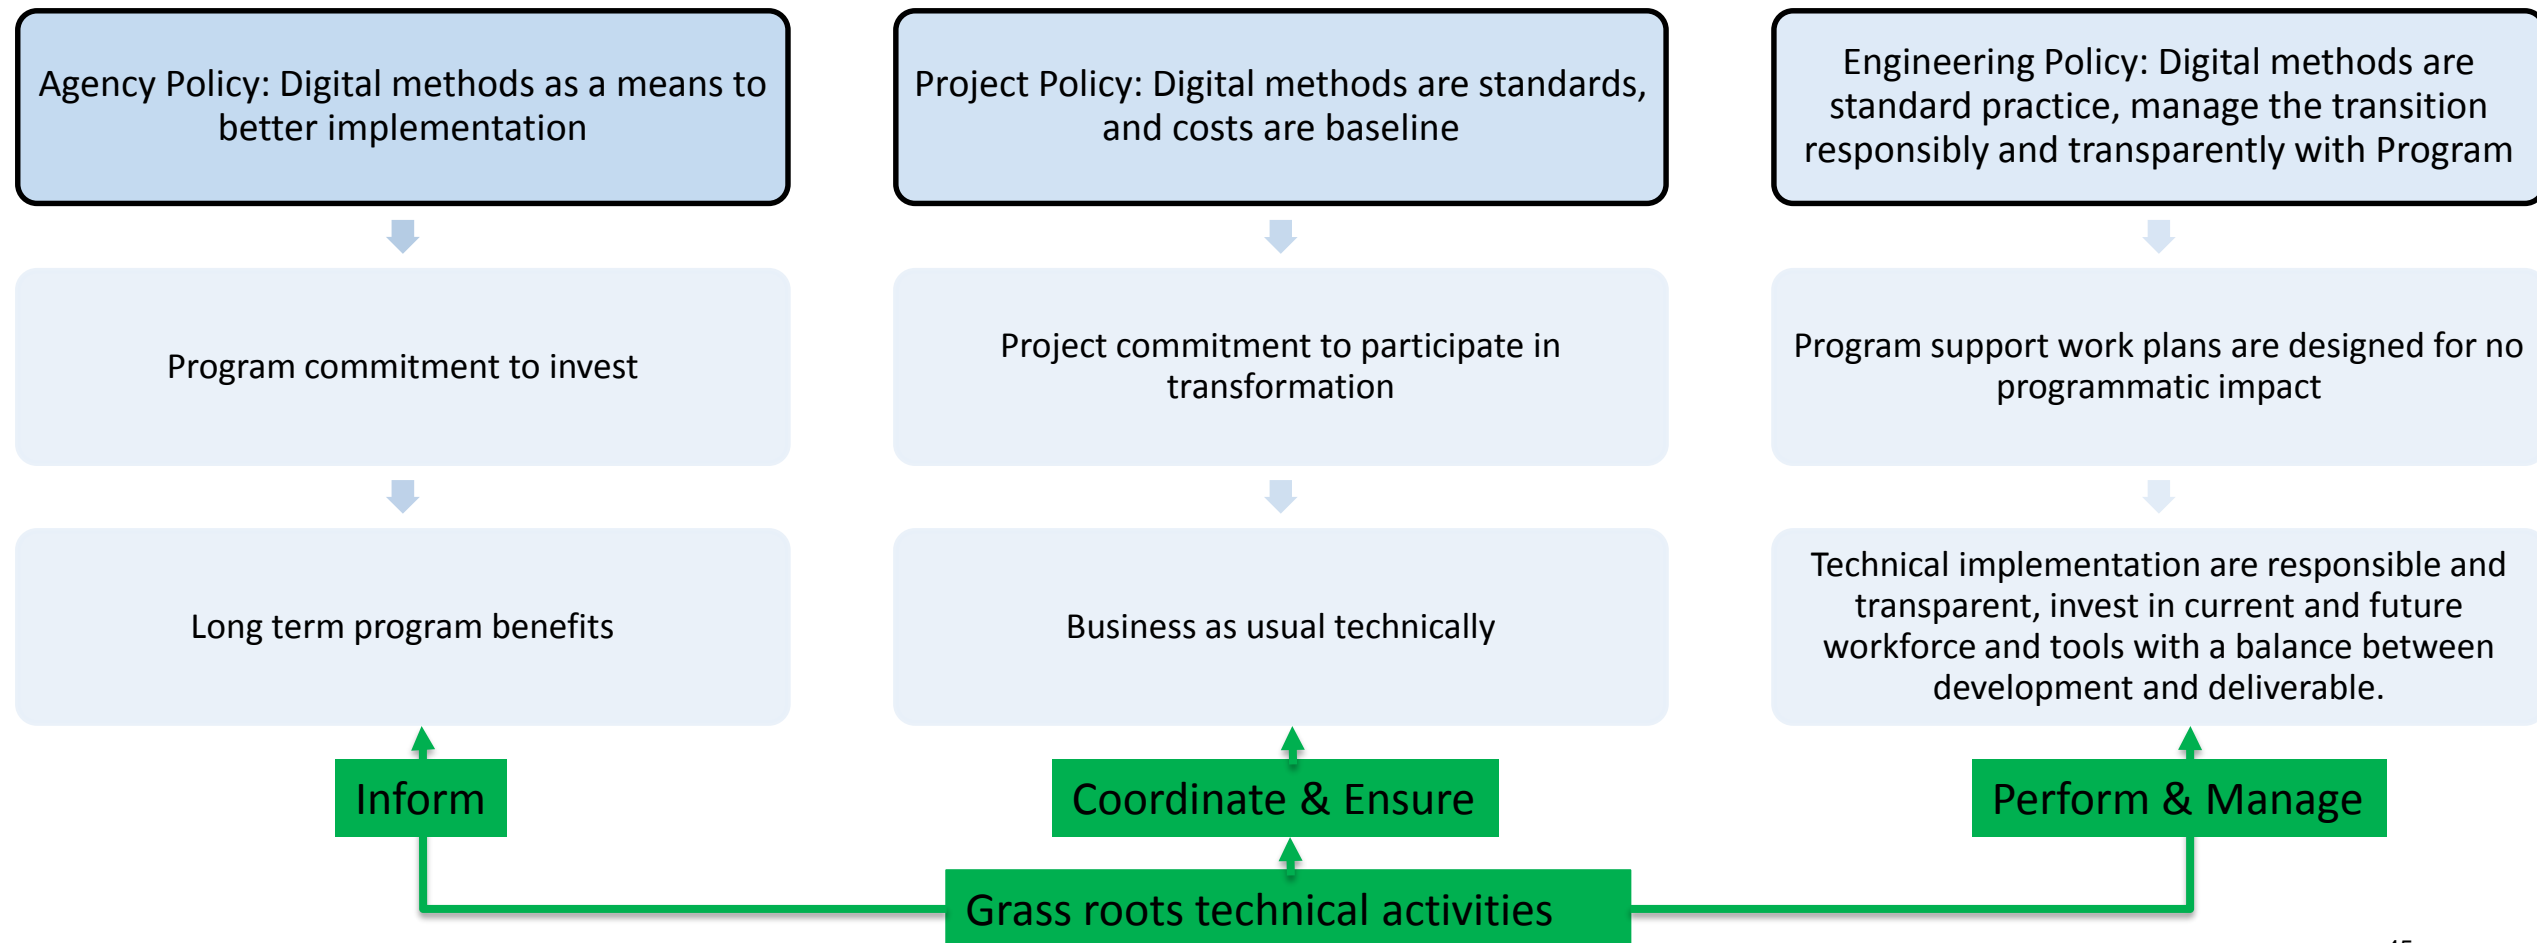 Agency Policy: Digital methods as a means to
better implementation
Project Policy: Digital methods are standards,
and costs are baseline
Engineering Policy: Digital methods are
standard practice, manage the transition
responsibly and transparently with Program
Program commitment to invest
Project commitment to participate in
transformation
Program support work plans are designed for no
programmatic impact
Long term program benefits
Business as usual technically
Technical implementation are responsible and
transparent, invest in current and future
workforce and tools with a balance between
development and deliverable.
Inform
Coordinate & Ensure
Perform & Manage
Grass roots technical activities